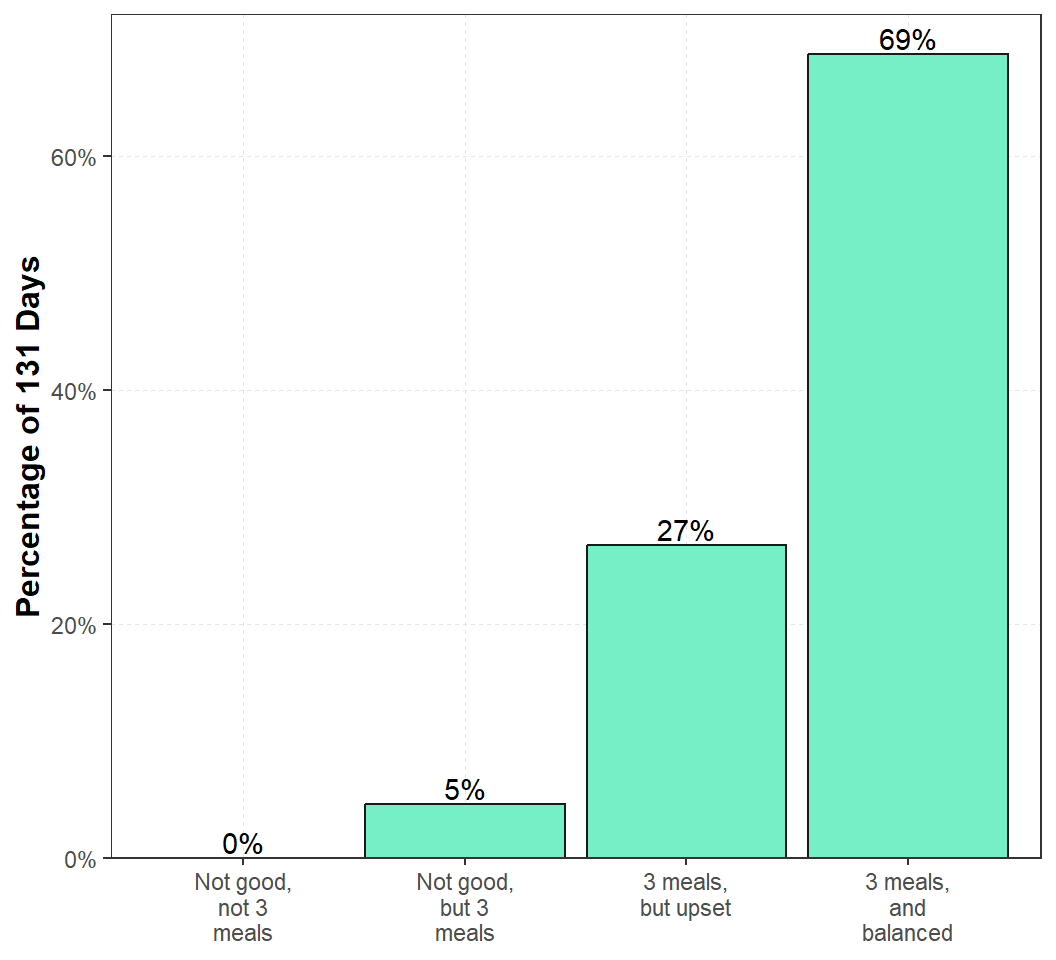 Percentage of 131 Days
60%
40%
20%
0%
0%
5%
27%
69%
Not good,
not 3
meals
Not good,
but 3
meals
3 meals,
but upset
3 meals,
and
balanced